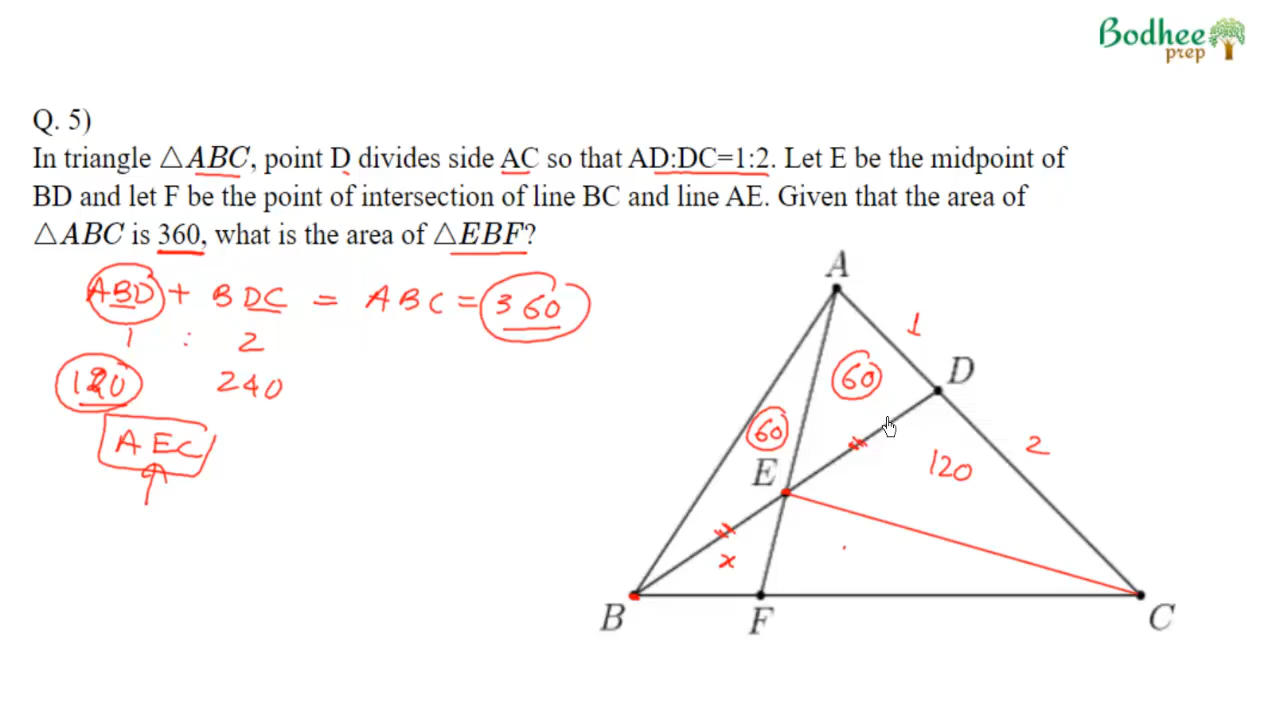 Bodhee
prep
Q. 5)
In triangle △ABC, point D divides side AC so that AD:DC=1:2. Let E be the midpoint of
BD and let F be the point of intersection of line BC and line AE. Given that the area of
△ABC is 360, what is the area of △EBF?
ABD + BDC = ABC = 360
1 : 2
120 240
AEC
A
1
D
60
60
2
120
E
x
B
F
C